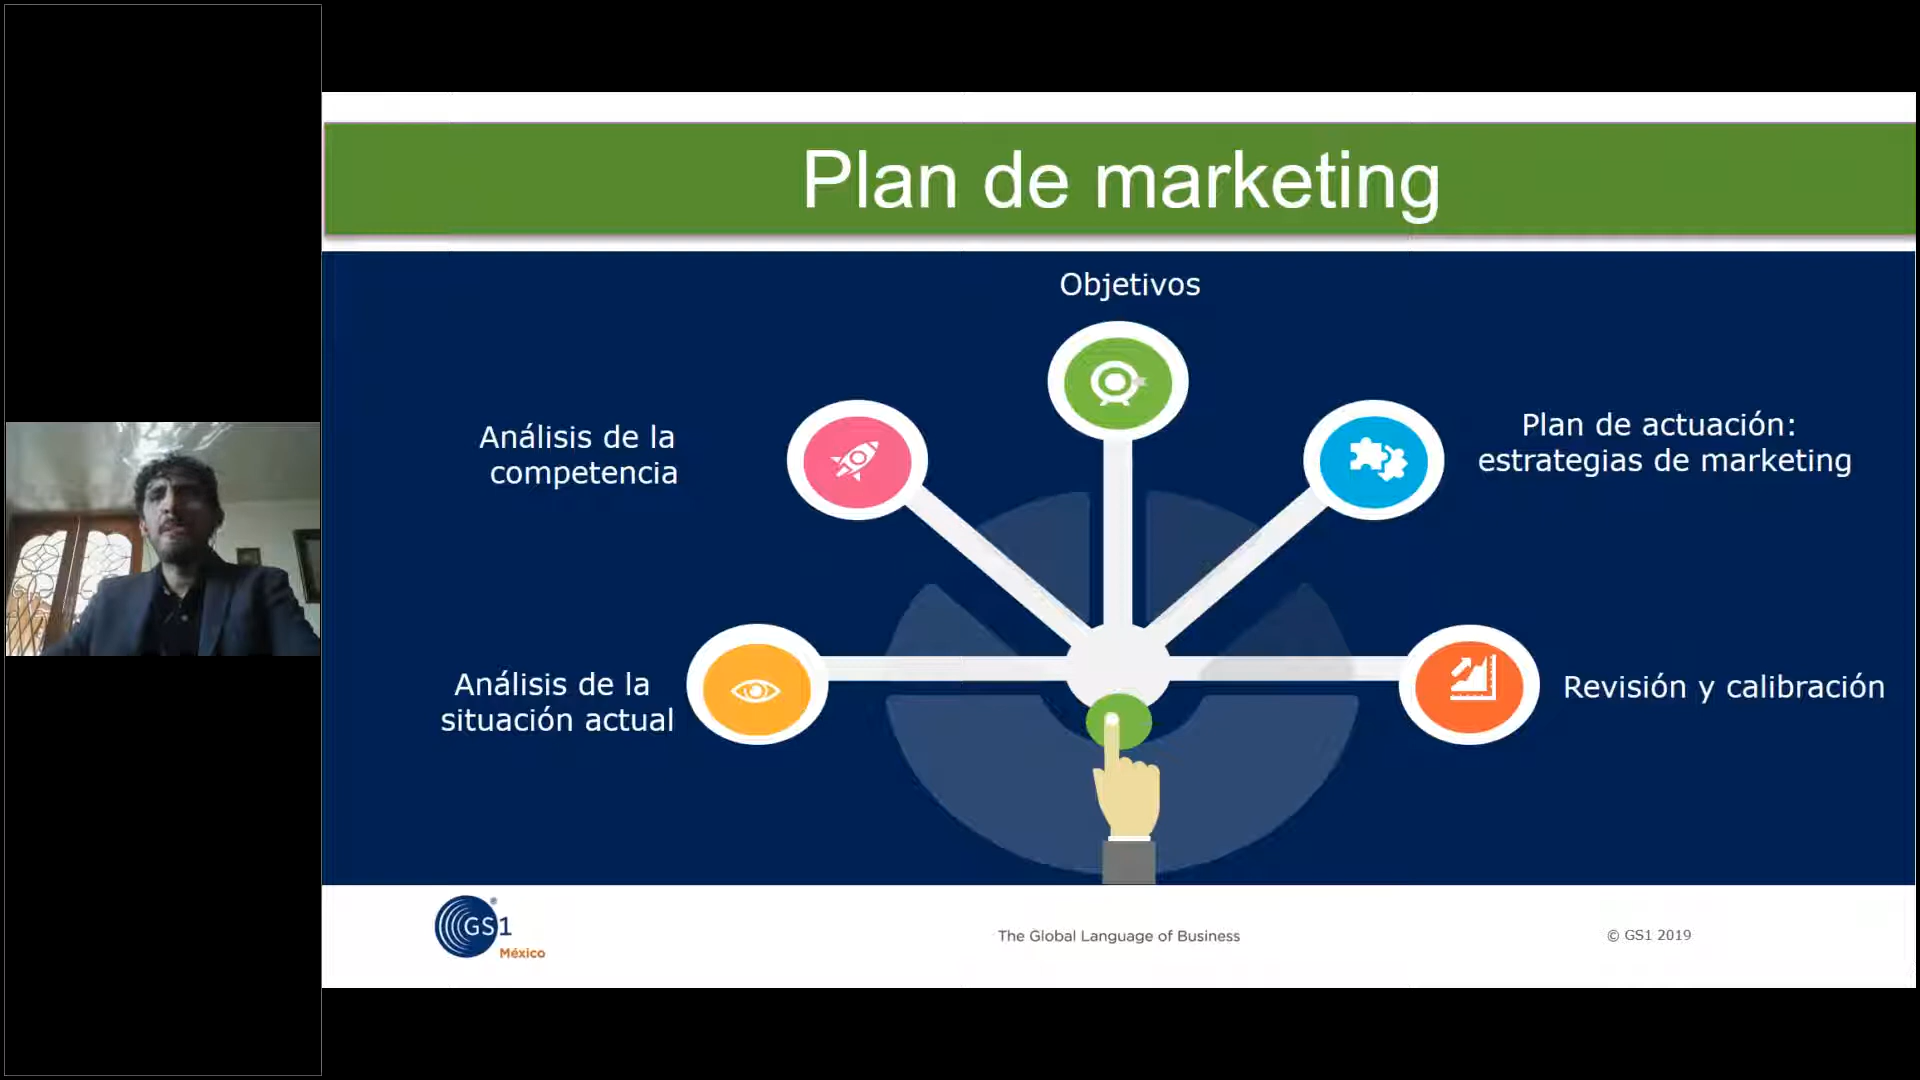 Plan de marketing
Objetivos
Análisis de la
competencia
Plan de actuación:
estrategias de marketing
Análisis de la
situación actual
Revisión y calibración
GS1
®
México
The Global Language of Business
© GS1 2019